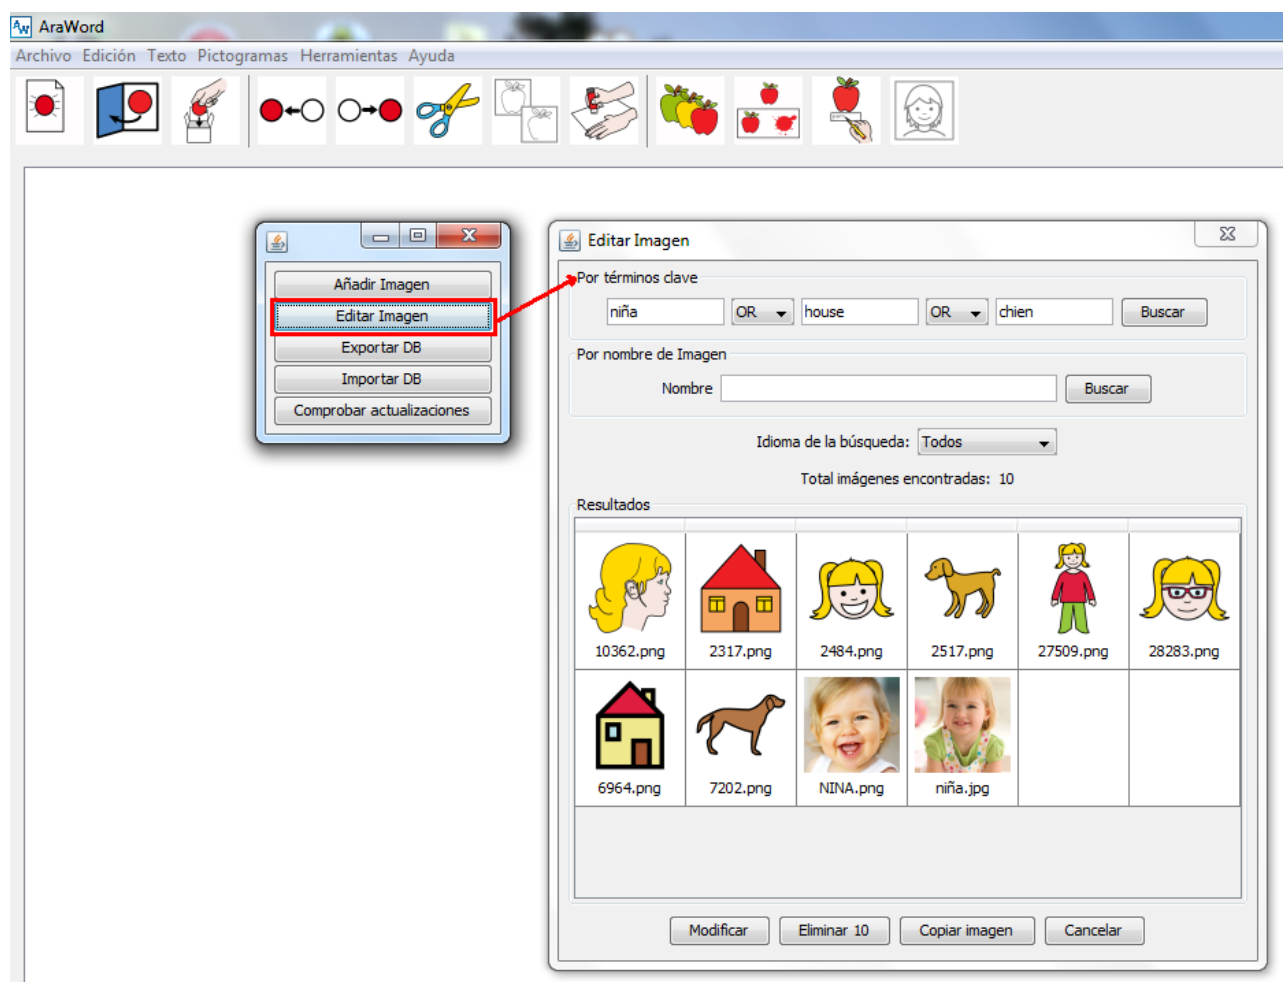 AraWord
Archivo Edición Texto Pictogramas Herramientas Ayuda
Añadir Imagen
Editar Imagen
Exportar DB
Importar DB
Comprobar actualizaciones
Editar Imagen
Por términos clave
niña OR house OR chien Buscar
Por nombre de Imagen
Nombre Buscar
Idioma de la búsqueda: Todos
Total imágenes encontradas: 10
Resultados
10362.png 2317.png 2484.png 2517.png 27509.png 28283.png
6964.png 7202.png NINA.png niña.jpg
Modificar Eliminar 10 Copiar imagen Cancelar